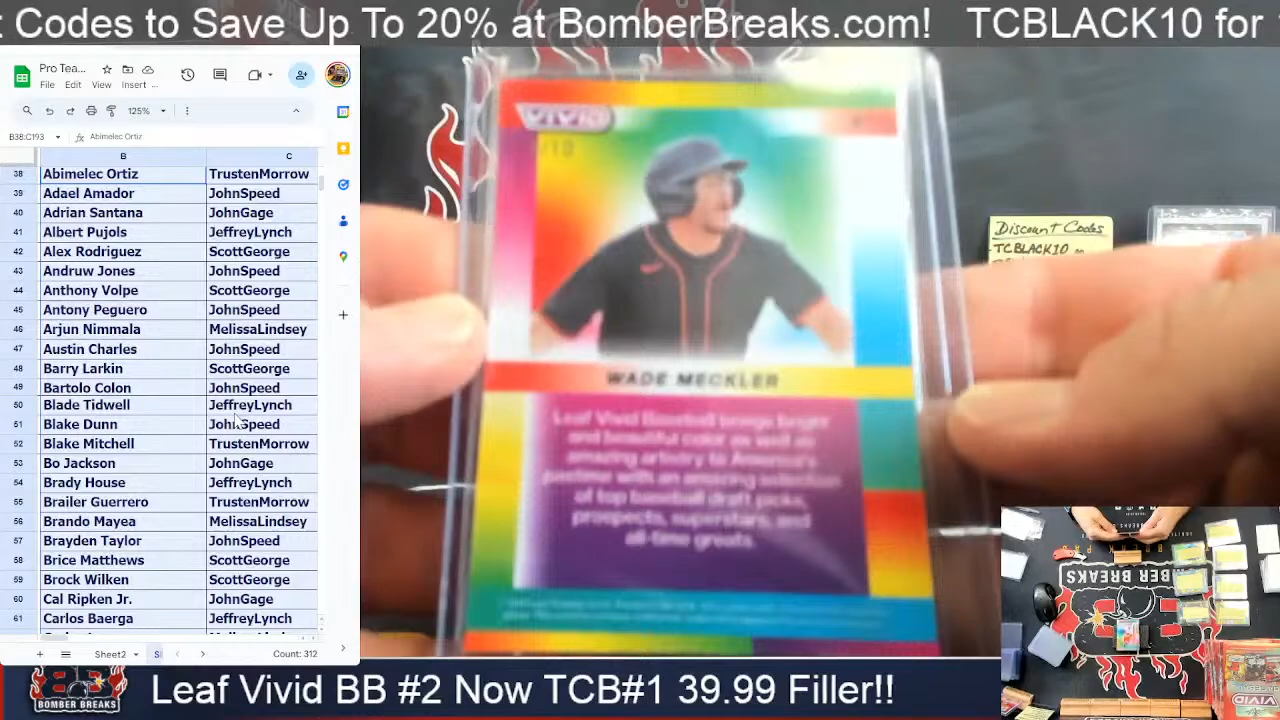 t Codes to Save Up To 20% at BomberBreaks.com! TCBLACK10 for
Pro Tea...
File Edit View Insert ...
125%
B38:C193 fx Abimelec Ortiz
B C
38 Abimelec Ortiz TrustenMorrow
39 Adael Amador JohnSpeed
40 Adrian Santana JohnGage
41 Albert Pujols JeffreyLynch
42 Alex Rodriguez ScottGeorge
43 Andruw Jones JohnSpeed
44 Anthony Volpe ScottGeorge
45 Antony Peguero JohnSpeed
46 Arjun Nimmala MelissaLindsey
47 Austin Charles JohnSpeed
48 Barry Larkin ScottGeorge
49 Bartolo Colon JohnSpeed
50 Blade Tidwell JeffreyLynch
51 Blake Dunn JohnSpeed
52 Blake Mitchell TrustenMorrow
53 Bo Jackson JohnGage
54 Brady House JeffreyLynch
55 Brailer Guerrero TrustenMorrow
56 Brando Mayea MelissaLindsey
57 Brayden Taylor JohnSpeed
58 Brice Matthews ScottGeorge
59 Brock Wilken ScottGeorge
60 Cal Ripken Jr. JohnGage
61 Carlos Baerga JeffreyLynch
Sheet2 S Count: 312
VIVID
WADE MECKLER
Leaf Vivid Baseball brings bright
and beautiful color as well as
amazing artistry to America's
pastime with an amazing selection
of top baseball draft picks,
prospects, superstars, and
all-time greats.
Discount Codes
TCBLACK10
BOMBER BREAKS
VIVID
BOMBER BREAKS
Leaf Vivid BB #2 Now TCB#1 39.99 Filler!!